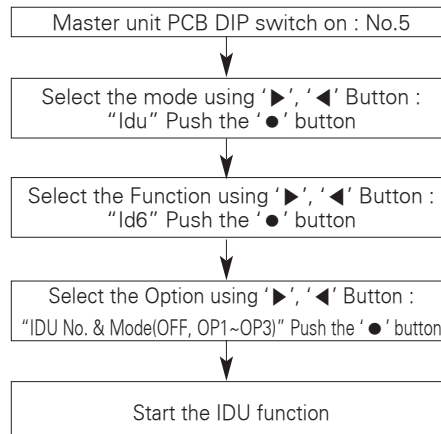 Master unit PCB DIP switch on : No.5
Select the mode using ‘▶’, ‘◀’ Button :
“Idu” Push the ‘●’ button
Select the Function using ‘▶’, ‘◀’ Button :
“Id6” Push the ‘●’ button
Select the Option using ‘▶’, ‘◀’ Button :
“IDU No. & Mode(OFF, OP1~OP3)” Push the ‘●’ button
Start the IDU function